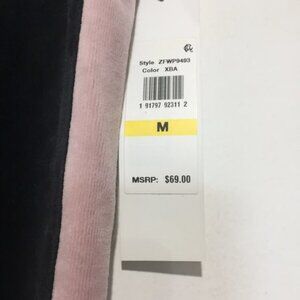 Style ZFWP9493
Color XBA
1 91797 92311 2
M
MSRP: $69.00